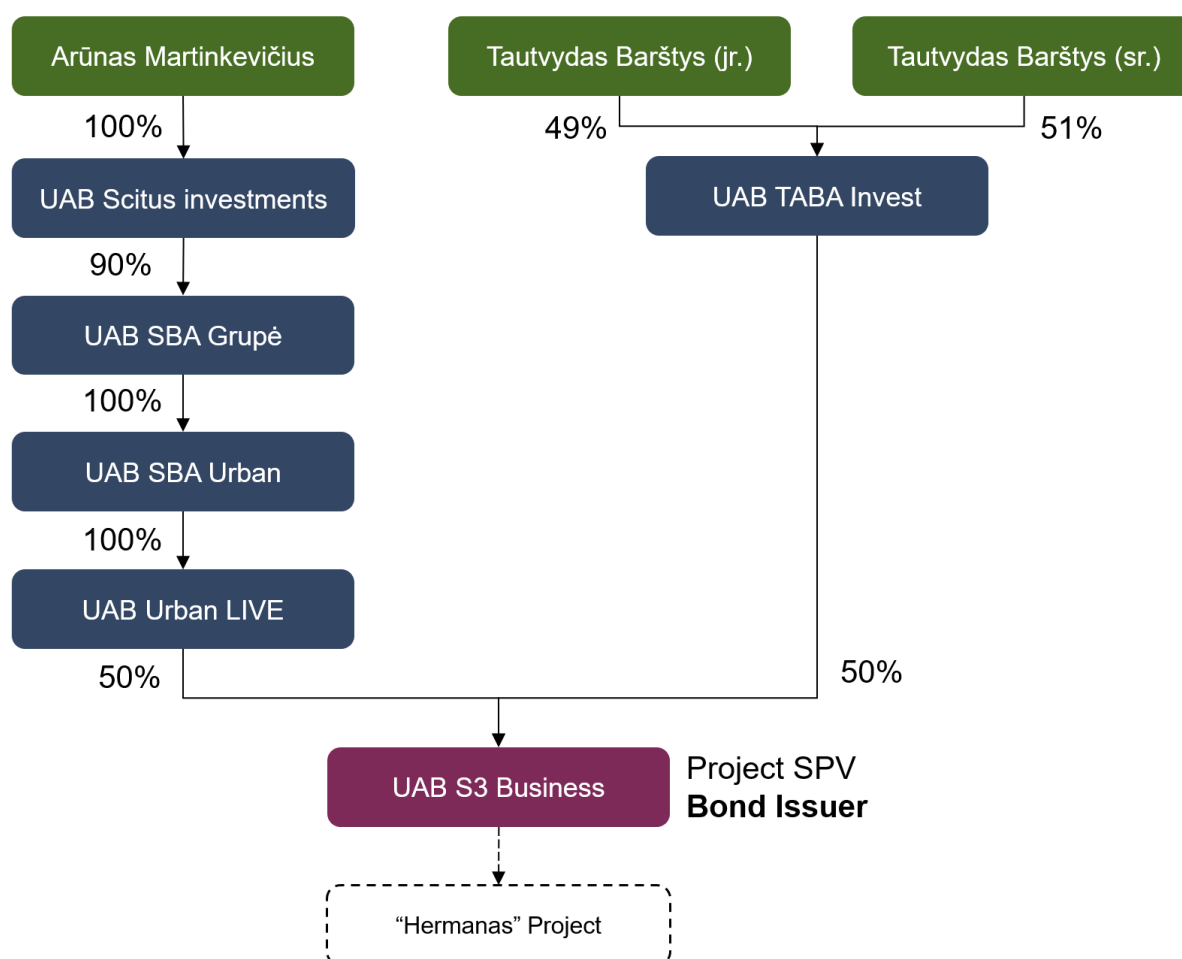 Arūnas Martinkevičius
Tautvydas Barštys (jr.)
Tautvydas Barštys (sr.)
100%
49%
51%
UAB Scitus investments
UAB TABA Invest
90%
UAB SBA Grupė
100%
UAB SBA Urban
100%
UAB Urban LIVE
50%
50%
UAB S3 Business
Project SPV
Bond Issuer
“Hermanas” Project